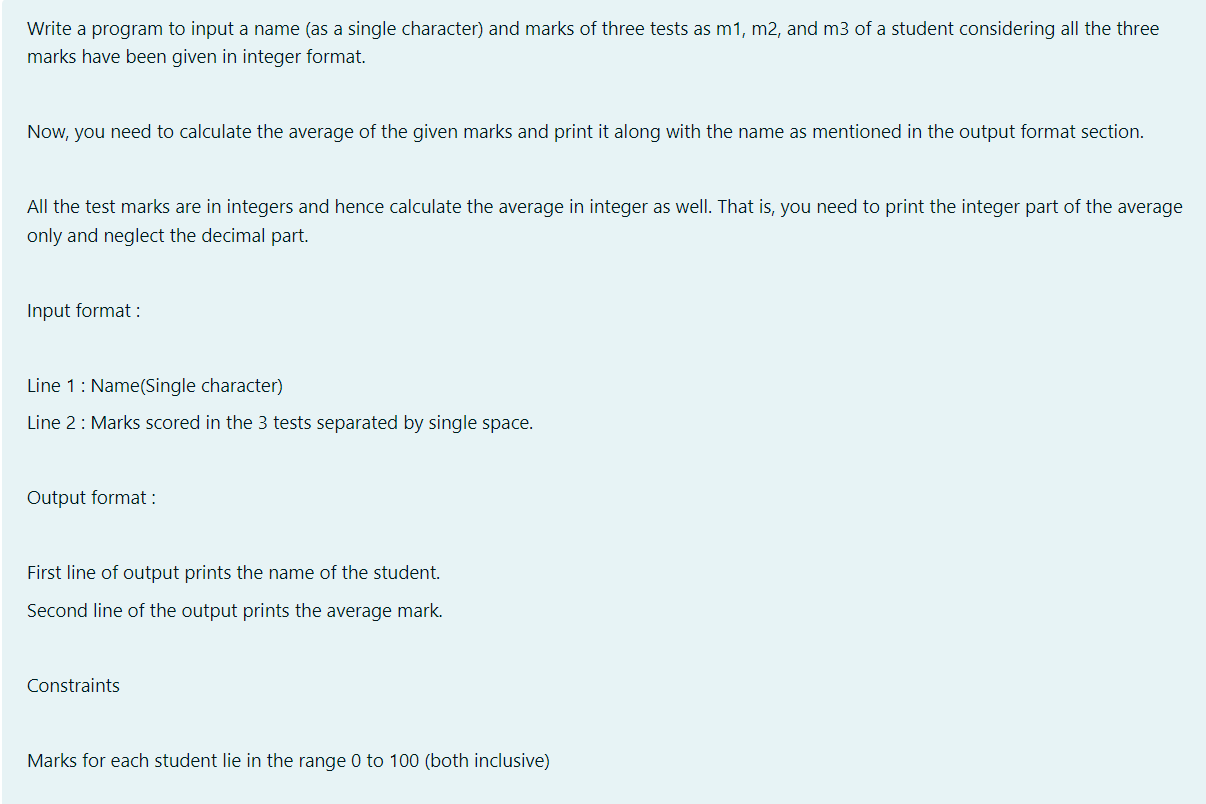 Write a program to input a name (as a single character) and marks of three tests as m1, m2, and m3 of a student considering all the three
marks have been given in integer format.
Now, you need to calculate the average of the given marks and print it along with the name as mentioned in the output format section.
All the test marks are in integers and hence calculate the average in integer as well. That is, you need to print the integer part of the average
only and neglect the decimal part.
Input format :
Line 1 : Name(Single character)
Line 2 : Marks scored in the 3 tests separated by single space.
Output format :
First line of output prints the name of the student.
Second line of the output prints the average mark.
Constraints
Marks for each student lie in the range 0 to 100 (both inclusive)